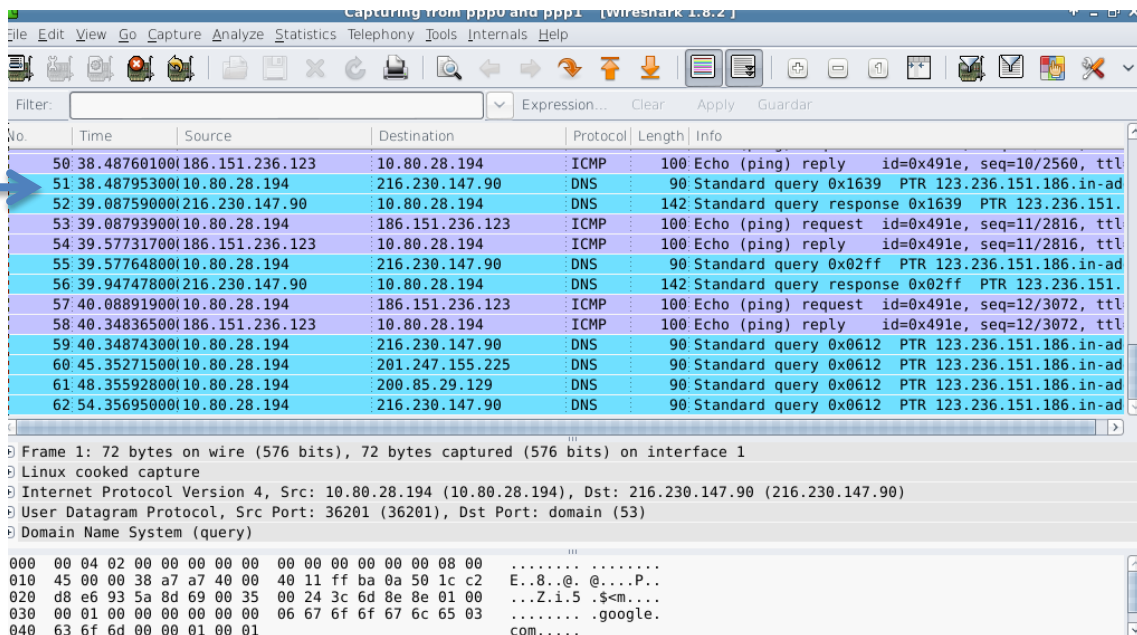 Capturing from ppp0 and ppp1 [Wireshark 1.8.2 ]
File Edit View Go Capture Analyze Statistics Telephony Tools Internals Help
Filter: Expression... Clear Apply Guardar
No. Time Source Destination Protocol Length Info
50 38.48760100( 186.151.236.123 10.80.28.194 ICMP 100 Echo (ping) reply id=0x491e, seq=10/2560, ttl
51 38.48795300( 10.80.28.194 216.230.147.90 DNS 90 Standard query 0x1639 PTR 123.236.151.186.in-ad
52 39.08759000( 216.230.147.90 10.80.28.194 DNS 142 Standard query response 0x1639 PTR 123.236.151.
53 39.08793900( 10.80.28.194 186.151.236.123 ICMP 100 Echo (ping) request id=0x491e, seq=11/2816, ttl
54 39.57731700( 186.151.236.123 10.80.28.194 ICMP 100 Echo (ping) reply id=0x491e, seq=11/2816, ttl
55 39.57764800( 10.80.28.194 216.230.147.90 DNS 90 Standard query 0x02ff PTR 123.236.151.186.in-ad
56 39.94747800( 216.230.147.90 10.80.28.194 DNS 142 Standard query response 0x02ff PTR 123.236.151.
57 40.08891900( 10.80.28.194 186.151.236.123 ICMP 100 Echo (ping) request id=0x491e, seq=12/3072, ttl=
58 40.34836500( 186.151.236.123 10.80.28.194 ICMP 100 Echo (ping) reply id=0x491e, seq=12/3072, ttl
59 40.34874300( 10.80.28.194 216.230.147.90 DNS 90 Standard query 0x0612 PTR 123.236.151.186.in-ad
60 45.35271500( 10.80.28.194 201.247.155.225 DNS 90 Standard query 0x0612 PTR 123.236.151.186.in-ad
61 48.35592800( 10.80.28.194 200.85.29.129 DNS 90 Standard query 0x0612 PTR 123.236.151.186.in-ad
62 54.35695000( 10.80.28.194 216.230.147.90 DNS 90 Standard query 0x0612 PTR 123.236.151.186.in-ad
Frame 1: 72 bytes on wire (576 bits), 72 bytes captured (576 bits) on interface 1
Linux cooked capture
Internet Protocol Version 4, Src: 10.80.28.194 (10.80.28.194), Dst: 216.230.147.90 (216.230.147.90)
User Datagram Protocol, Src Port: 36201 (36201), Dst Port: domain (53)
Domain Name System (query)
000 00 04 02 00 00 00 00 00 00 00 00 00 00 00 08 00 ........ ........
010 45 00 00 38 a7 a7 40 00 40 11 ff ba 0a 50 1c c2 E..8..@. @....P..
020 d8 e6 93 5a 8d 69 00 35 00 24 3c 6d 8e 8e 01 00 ...Z.i.5 .$<m....
030 00 01 00 00 00 00 00 00 06 67 6f 6f 67 6c 65 03 ........ .google.
040 63 6f 6d 00 00 01 00 01 com.....